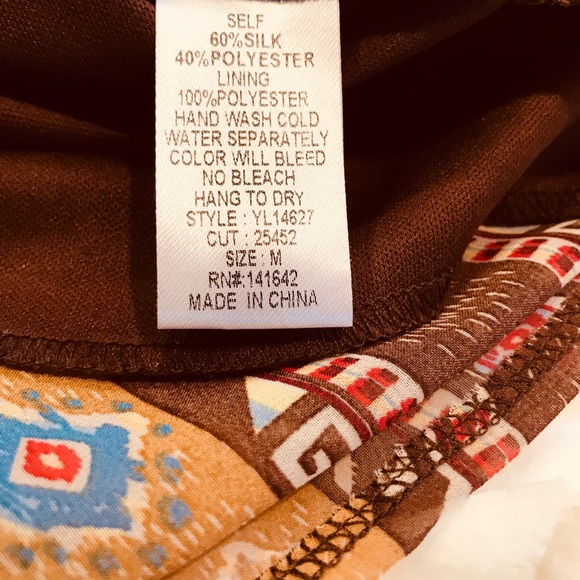 SELF
60%SILK
40%POLYESTER
LINING
100%POLYESTER
HAND WASH COLD
WATER SEPARATELY
COLOR WILL BLEED
NO BLEACH
HANG TO DRY
STYLE : YL14627
CUT : 25452
SIZE : M
RN#:141642
MADE IN CHINA